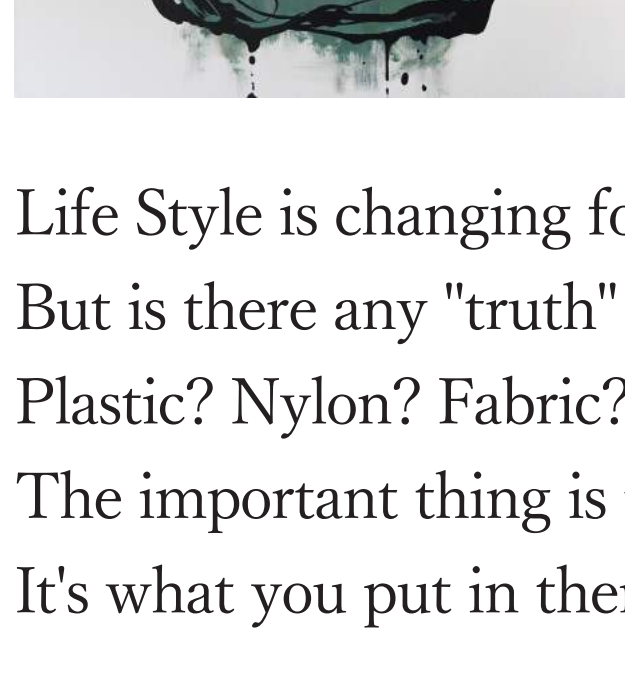 Life Style is changing
But is there any "truth"
Plastic? Nylon? Fabric?
The important thing is
It's what you put in